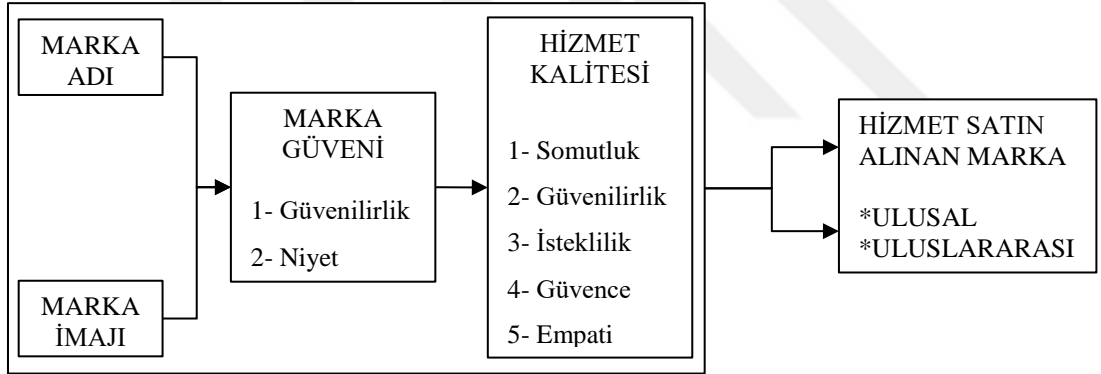 MARKA
ADI
MARKA
İMAJI
MARKA
GÜVENİ
1- Güvenilirlik
2- Niyet
HİZMET
KALİTESİ
1- Somutluk
2- Güvenilirlik
3- İsteklilik
4- Güvence
5- Empati
HİZMET SATIN
ALINAN MARKA
*ULUSAL
*ULUSLARARASI